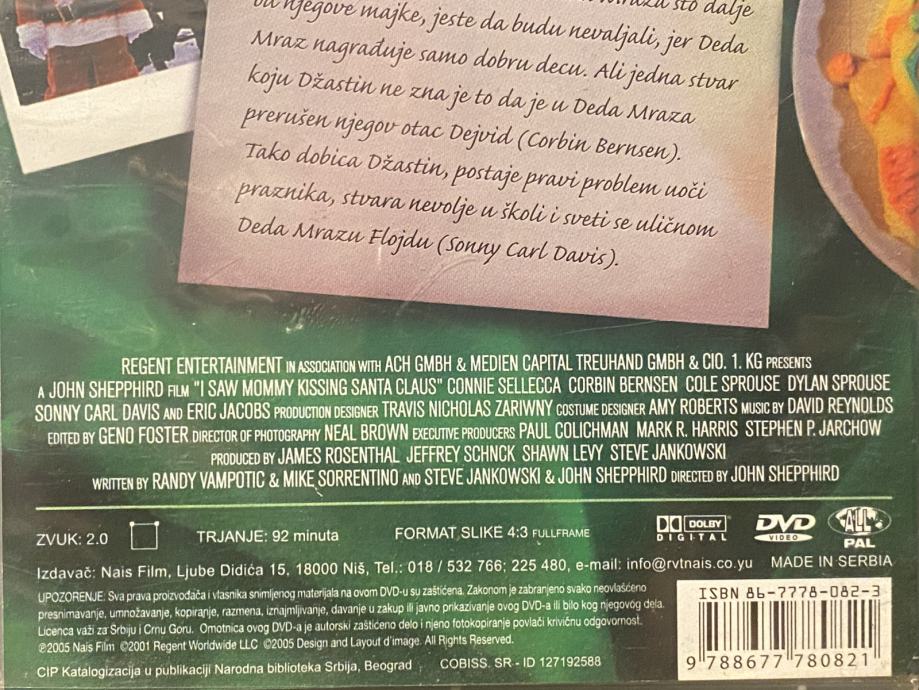 od njegove majke, jeste da budu nevaljali, jer Deda
Mraz nagrađuje samo dobru decu. Ali jedna stvar
koju Džastin ne zna je to da je u Deda Mraza
prerušen njegov otac Dejvid (Corbin Bernsen).
Tako dobica Džastin, postaje pravi problem uoči
praznika, stvara nevolje u školi i sveti se uličnom
Deda Mrazu Flojdu (Sonny Carl Davis).
REGENT ENTERTAINMENT IN ASSOCIATION WITH ACH GMBH & MEDIEN CAPITAL TREUHAND GMBH & CIO. 1. KG PRESENTS
A JOHN SHEPPHIRD FILM "I SAW MOMMY KISSING SANTA CLAUS" CONNIE SELLECCA CORBIN BERNSEN COLE SPROUSE DYLAN SPROUSE
SONNY CARL DAVIS AND ERIC JACOBS PRODUCTION DESIGNER TRAVIS NICHOLAS ZARIWNY COSTUME DESIGNER AMY ROBERTS MUSIC BY DAVID REYNOLDS
EDITED BY GENO FOSTER DIRECTOR OF PHOTOGRAPHY NEAL BROWN EXECUTIVE PRODUCERS PAUL COLICHMAN MARK R. HARRIS STEPHEN P. JARCHOW
PRODUCED BY JAMES ROSENTHAL JEFFREY SCHNCK SHAWN LEVY STEVE JANKOWSKI
WRITTEN BY RANDY VAMPOTIC & MIKE SORRENTINO AND STEVE JANKOWSKI & JOHN SHEPPHIRD DIRECTED BY JOHN SHEPPHIRD
ZVUK: 2.0 TRJANJE: 92 minuta FORMAT SLIKE 4:3 FULLFRAME DOLBY DIGITAL DVD VIDEO ALL PAL
Izdavač: Nais Film, Ljube Didića 15, 18000 Niš, Tel.: 018 / 532 766; 225 480, e-mail: info@rvtnais.co.yu MADE IN SERBIA
UPOZORENJE: Sva prava proizvođača i vlasnika snimljenog materijala na ovom DVD-u su zaštićena. Zakonom je zabranjeno svako neovlašćeno
presnimavanje, umnožavanje, kopiranje, razmena, iznajmljivanje, davanje u zakup ili javno prikazivanje ovog DVD-a ili bilo kog njegovog dela.
Licenca važi za Srbiju i Crnu Goru. Omotnica ovog DVD-a je autorski zaštićeno delo i njeno fotokopiranje povlači krivičnu odgovornost.
℗2005 Nais Film ©2001 Regent Worldwide LLC ©2005 Design and Layout d'image. All Rights Reserved.
CIP Katalogizacija u publikaciji Narodna biblioteka Srbija, Beograd COBISS. SR - ID 127192588
ISBN 86-7778-082-3
9 788677 780821